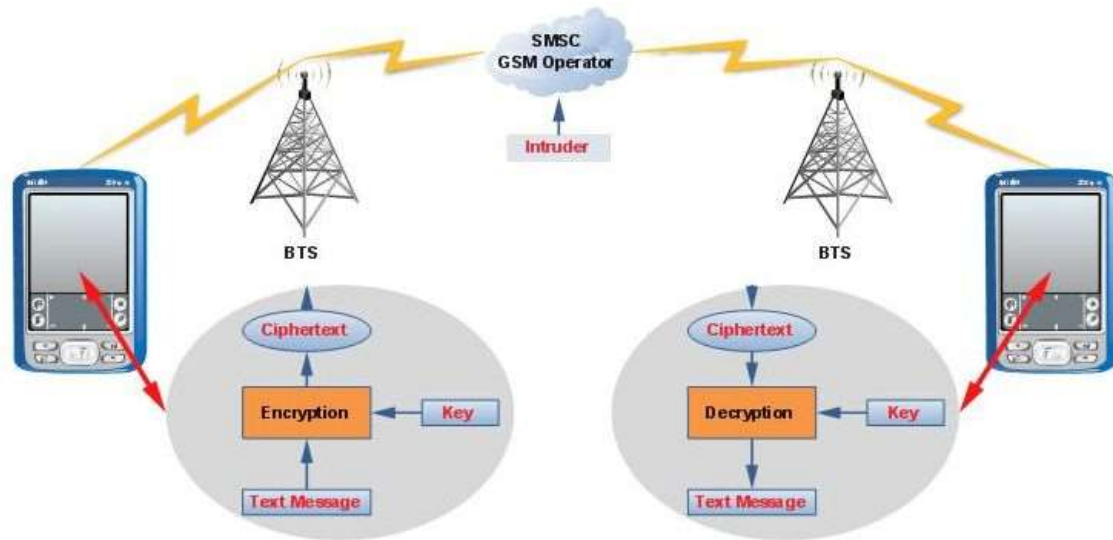 SMSC
GSM Operator
Intruder
BTS
BTS
Ciphertext
Ciphertext
Encryption
Key
Decryption
Key
Text Message
Text Message